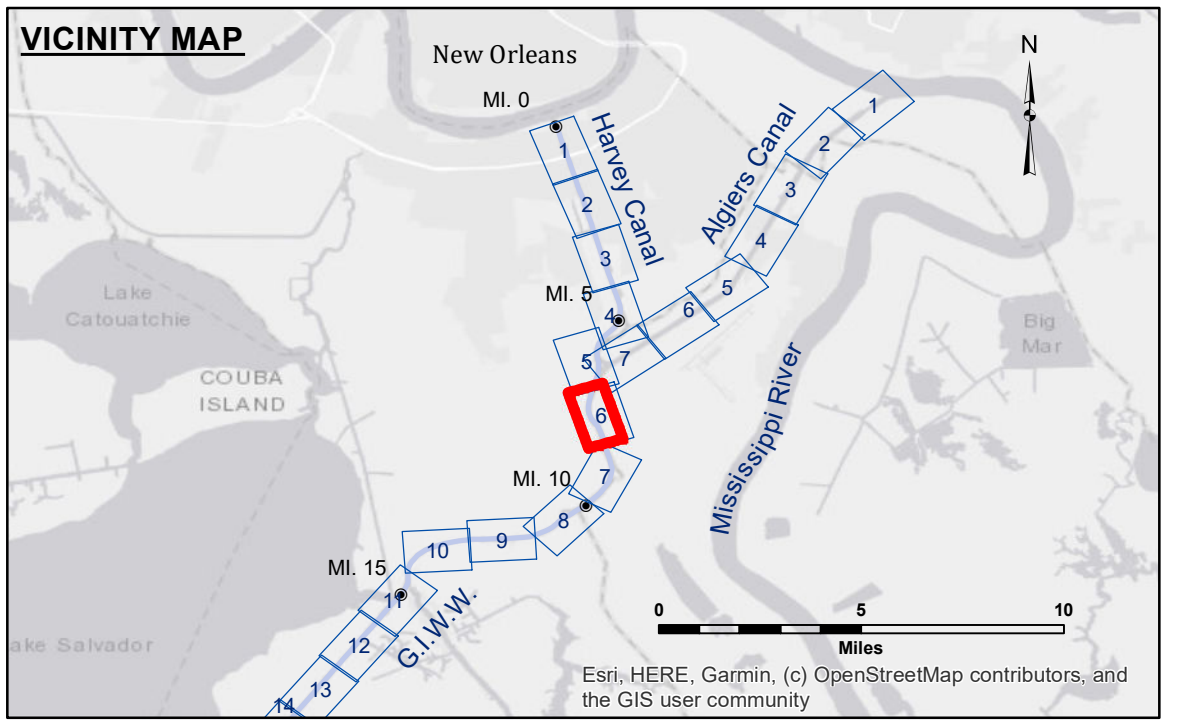 VICINITY MAP
New Orleans
N
MI. 0
1
2
3
4
5
6
7
8
9
10
11
12
13
14
Harvey Canal
Algiers Canal
1
2
3
4
5
6
7
MI. 5
Lake
Catouatchie
COUBA
ISLAND
Big
Mar
Mississippi River
MI. 10
MI. 15
G.I.W.W.
ake Salvador
0 5 10
Miles
Esri, HERE, Garmin, (c) OpenStreetMap contributors, and
the GIS user community